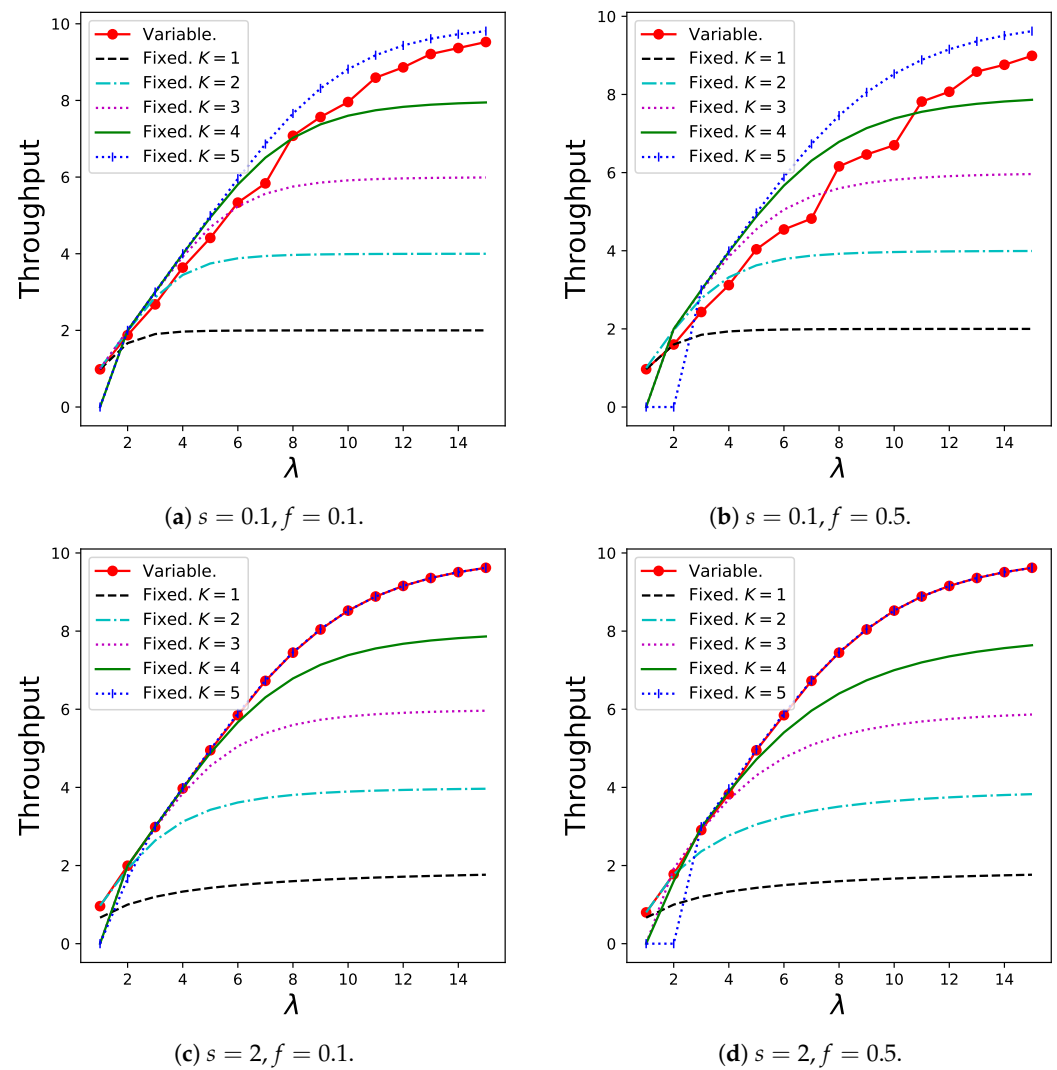 Variable.
Fixed. K = 1
Fixed. K = 2
Fixed. K = 3
Fixed. K = 4
Fixed. K = 5
10
8
6
4
2
0
Throughput
2 4 6 8 10 12 14
λ
(a) s = 0.1, f = 0.1.
Variable.
Fixed. K = 1
Fixed. K = 2
Fixed. K = 3
Fixed. K = 4
Fixed. K = 5
10
8
6
4
2
0
Throughput
2 4 6 8 10 12 14
λ
(b) s = 0.1, f = 0.5.
Variable.
Fixed. K = 1
Fixed. K = 2
Fixed. K = 3
Fixed. K = 4
Fixed. K = 5
10
8
6
4
2
0
Throughput
2 4 6 8 10 12 14
λ
(c) s = 2, f = 0.1.
Variable.
Fixed. K = 1
Fixed. K = 2
Fixed. K = 3
Fixed. K = 4
Fixed. K = 5
10
8
6
4
2
0
Throughput
2 4 6 8 10 12 14
λ
(d) s = 2, f = 0.5.